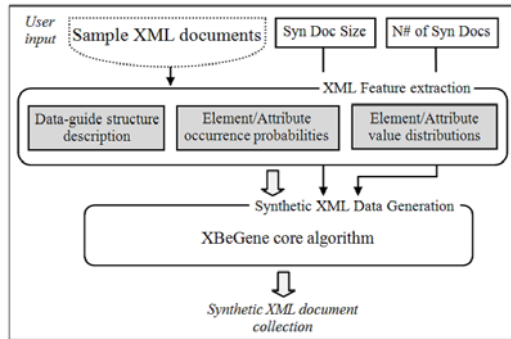 User
input
Sample XML documents
Syn Doc Size
N# of Syn Docs
XML Feature extraction
Data-guide structure
description
Element/Attribute
occurrence probabilities
Element/Attribute
value distributions
Synthetic XML Data Generation
XBeGene core algorithm
Synthetic XML document
collection